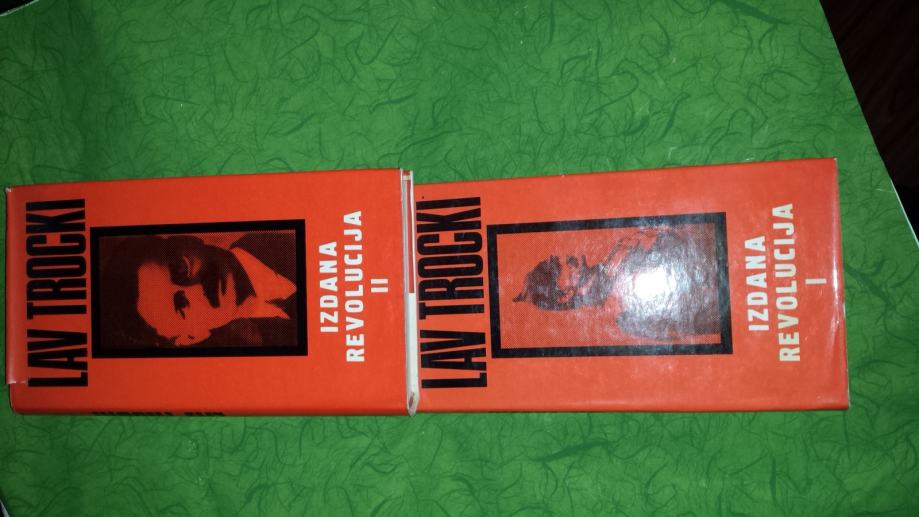 LAV TROCKI
IZDANA
REVOLUCIJA
II
LAV TROCKI
IZDANA
REVOLUCIJA
I